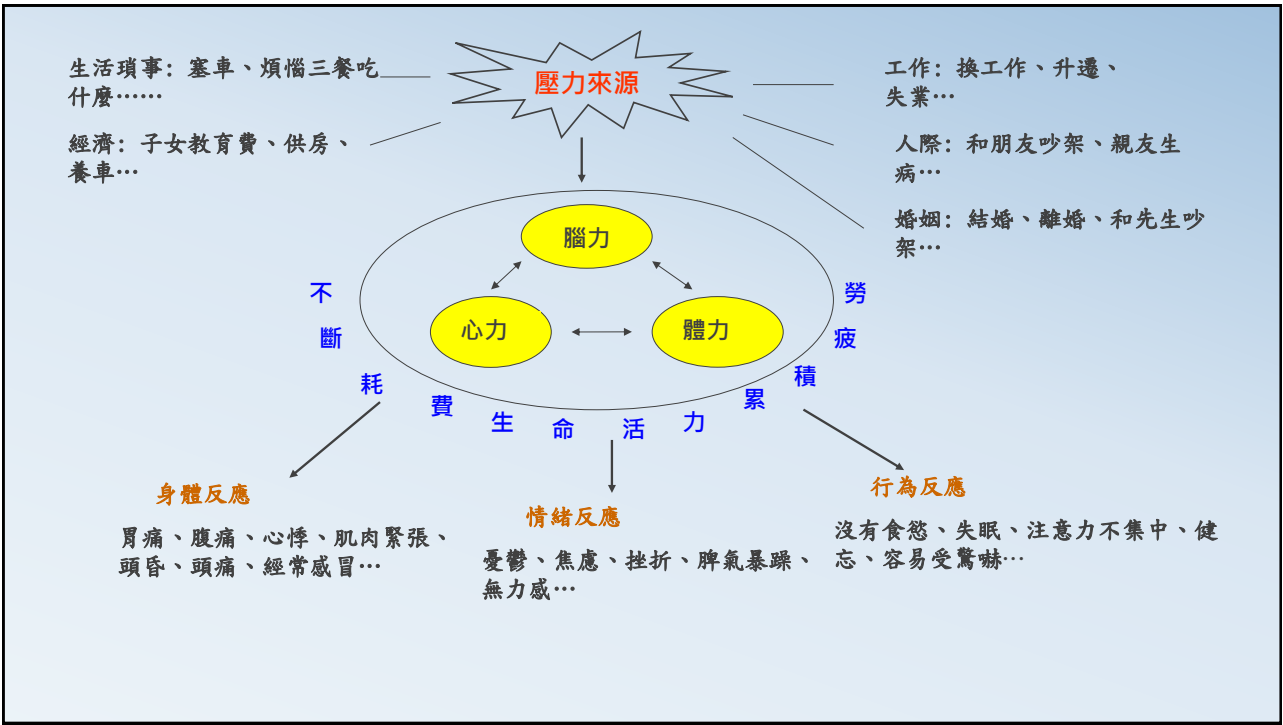 壓力來源
生活瑣事: 塞車、煩惱三餐吃
什麼……
經濟: 子女教育費、供房、
養車…
工作: 換工作、升遷、
失業…
人際: 和朋友吵架、親友生
病…
婚姻: 結婚、離婚、和先生吵
架…
腦力
心力
體力
不斷耗費生命活力累積疲勞
身體反應
胃痛、腹痛、心悸、肌肉緊張、
頭昏、頭痛、經常感冒…
情緒反應
憂鬱、焦慮、挫折、脾氣暴躁、
無力感…
行為反應
沒有食慾、失眠、注意力不集中、健
忘、容易受驚嚇…